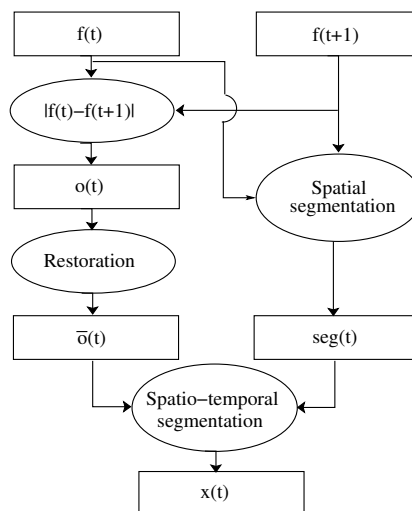 f(t)
f(t+1)
|f(t)−f(t+1)|
o(t)
Spatial
segmentation
Restoration
o̅(t)
seg(t)
Spatio−temporal
segmentation
x(t)